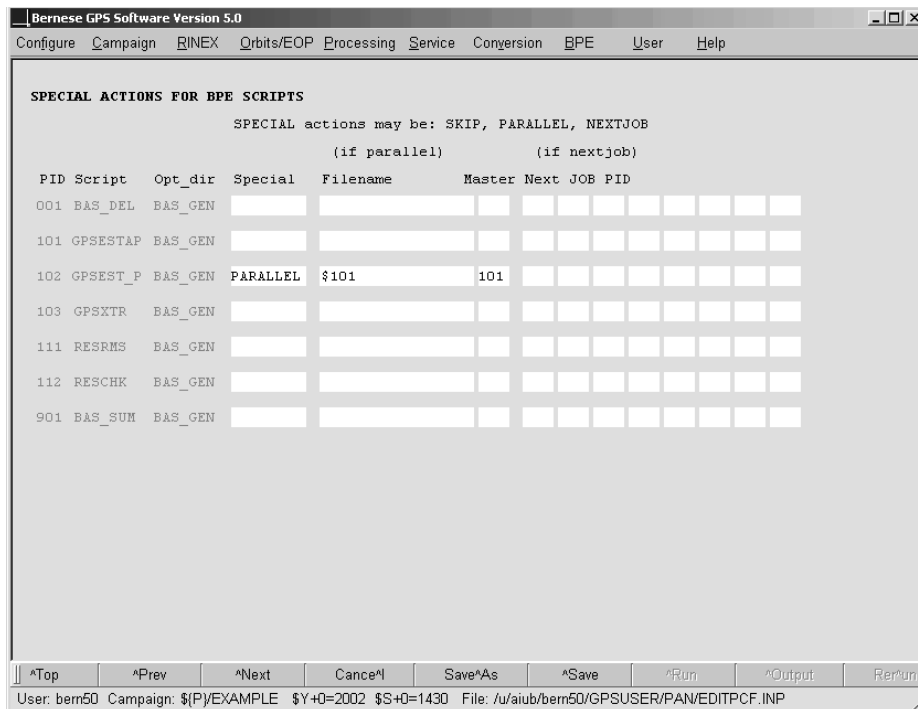 Bernese GPS Software Version 5.0
Configure Campaign RINEX Orbits/EOP Processing Service Conversion BPE User Help
SPECIAL ACTIONS FOR BPE SCRIPTS
SPECIAL actions may be: SKIP, PARALLEL, NEXTJOB
(if parallel) (if nextjob)
PID Script Opt_dir Special Filename Master Next JOB PID
001 BAS_DEL BAS_GEN
101 GPSESTAP BAS_GEN
102 GPSEST_P BAS_GEN PARALLEL $101 101
103 GPSXTR BAS_GEN
111 RESRMS BAS_GEN
112 RESCHK BAS_GEN
901 BAS_SUM BAS_GEN
^Top ^Prev ^Next Cance^l Save^As ^Save ^Run ^Output Rer^un
User: bern50 Campaign: ${P}/EXAMPLE $Y+0=2002 $S+0=1430 File: /u/aiub/bern50/GPSUSER/PAN/EDITPCF.INP